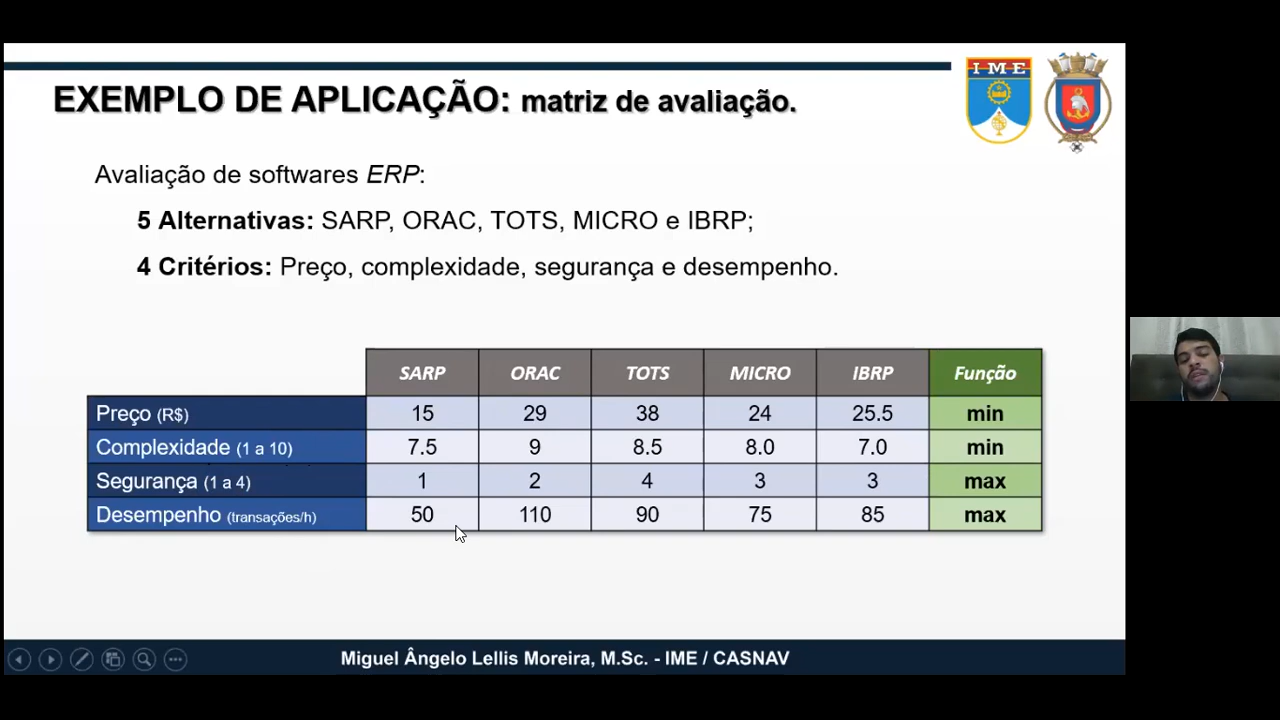 IME
EXEMPLO DE APLICAÇÃO: matriz de avaliação.
Avaliação de softwares ERP:
5 Alternativas: SARP, ORAC, TOTS, MICRO e IBRP;
4 Critérios: Preço, complexidade, segurança e desempenho.
SARP ORAC TOTS MICRO IBRP Função
Preço (R$) 15 29 38 24 25.5 min
Complexidade (1 a 10) 7.5 9 8.5 8.0 7.0 min
Segurança (1 a 4) 1 2 4 3 3 max
Desempenho (transações/h) 50 110 90 75 85 max
Miguel Ângelo Lellis Moreira, M.Sc. - IME / CASNAV